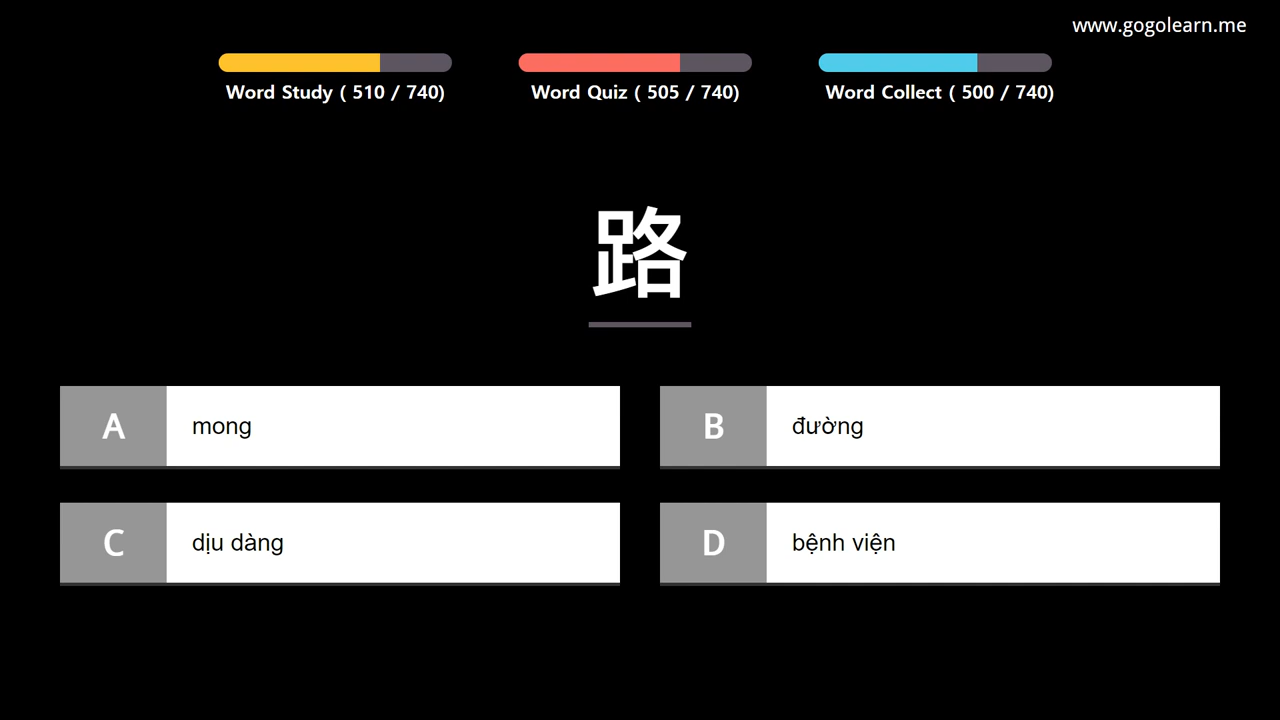 www.gogolearn.me
Word Study ( 510 / 740)
Word Quiz ( 505 / 740)
Word Collect ( 500 / 740)
路
A mong
B đường
C dịu dàng
D bệnh viện